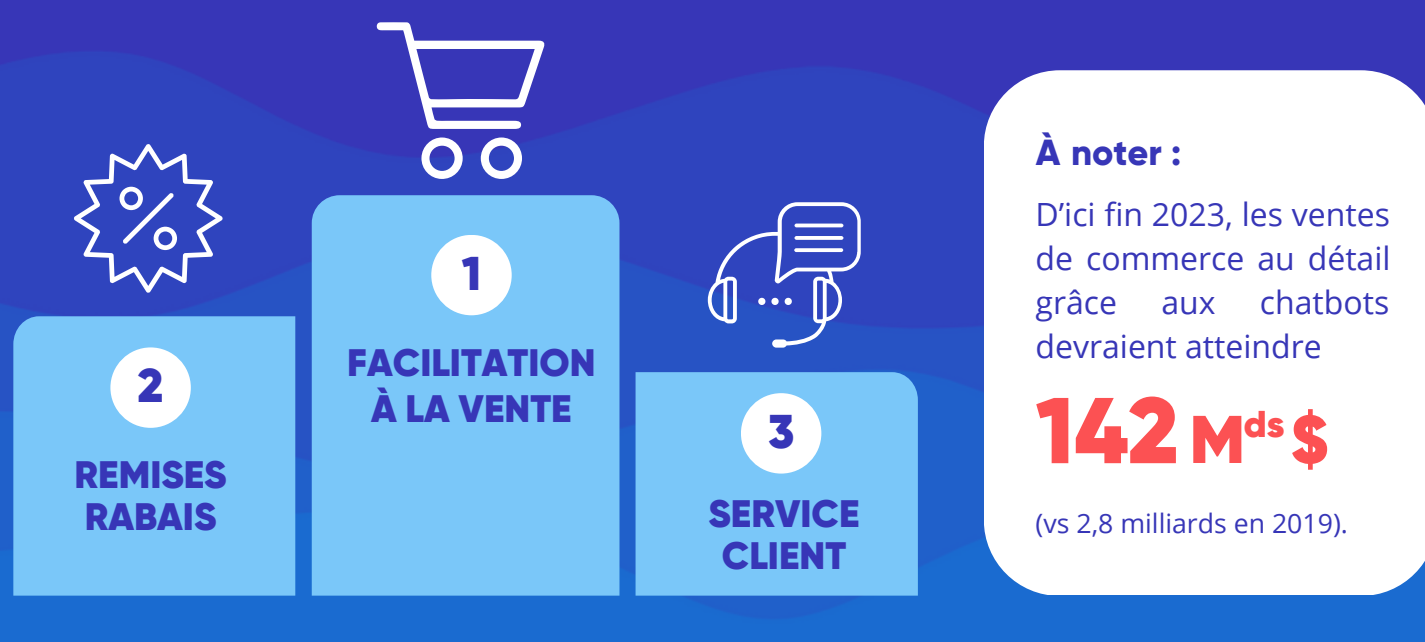 2
REMISES
RABAIS
1
FACILITATION
À LA VENTE
3
SERVICE
CLIENT
À noter :
D'ici fin 2023, les ventes
de commerce au détail
grâce aux chatbots
devraient atteindre
142 Mds $
(vs 2,8 milliards en 2019).